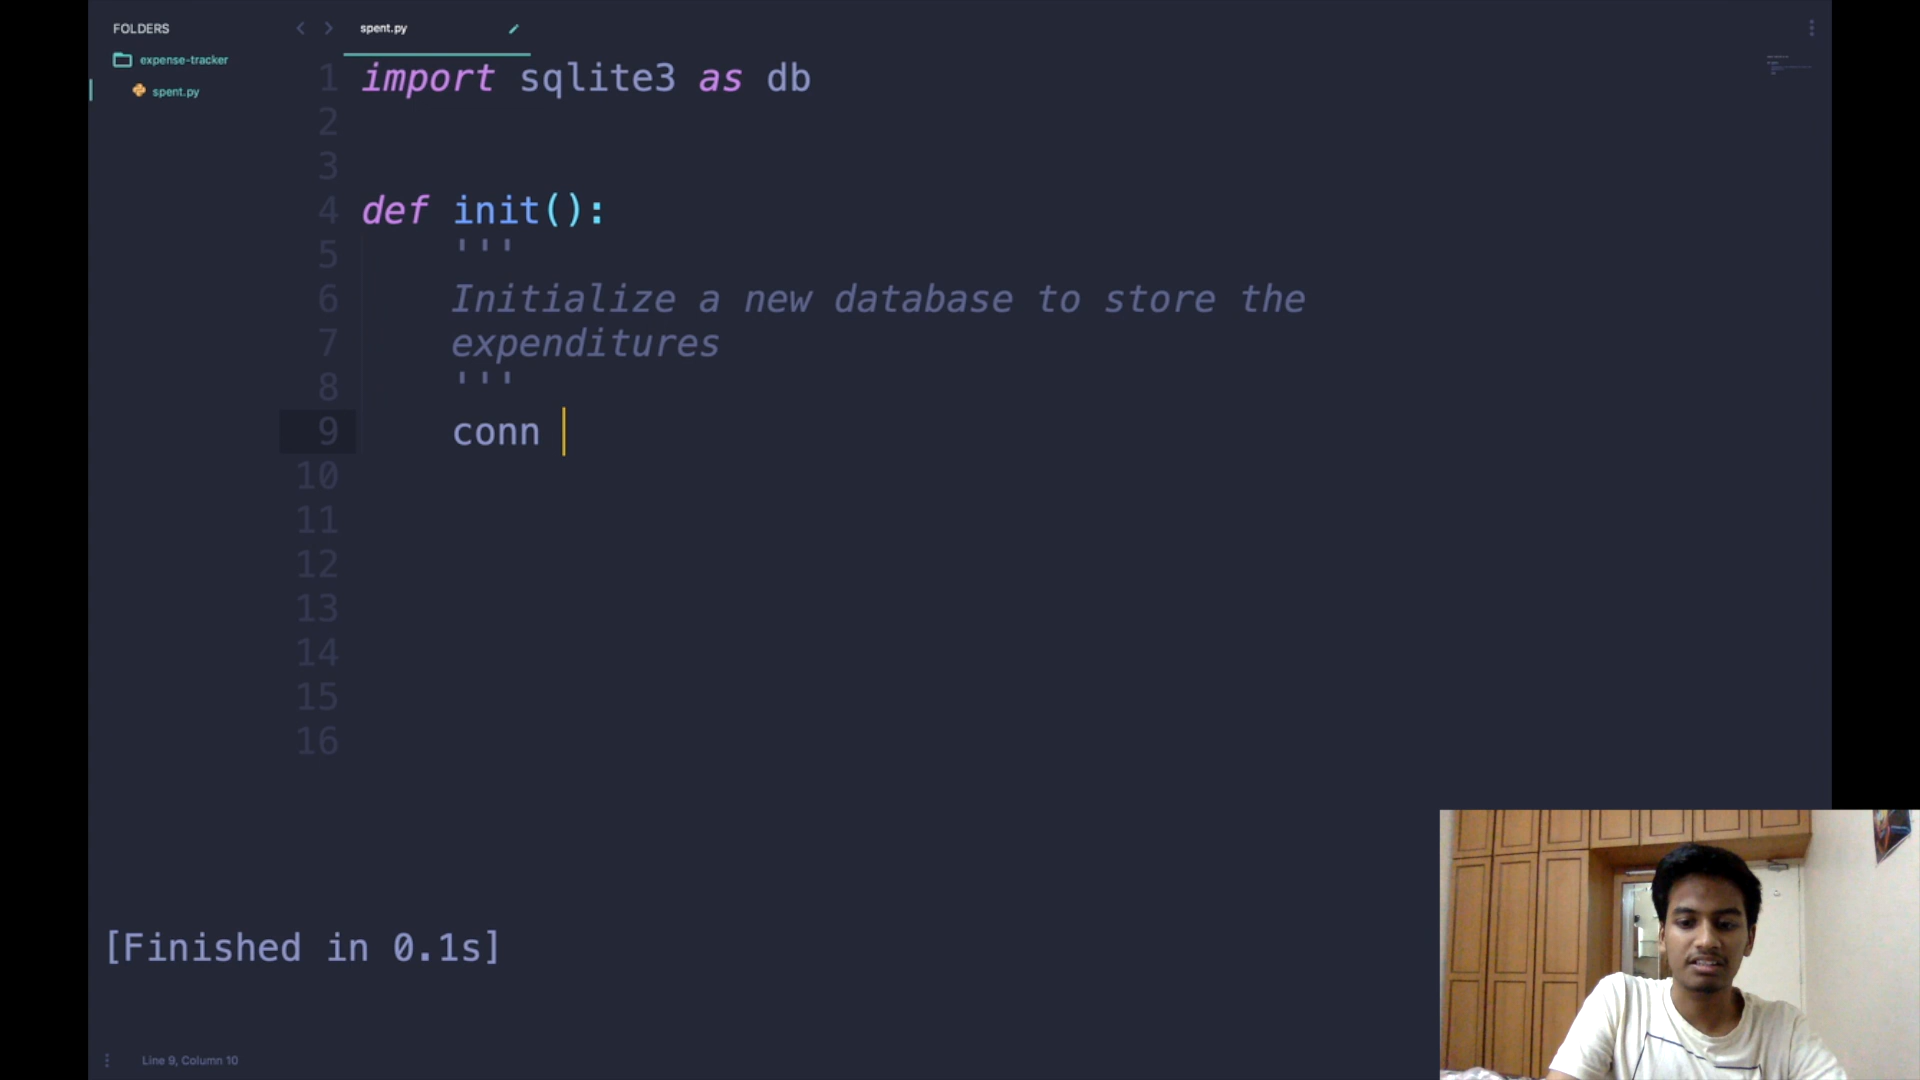 FOLDERS
expense-tracker
spent.py
spent.py
1 import sqlite3 as db
2
3
4 def init():
5 '''
6 Initialize a new database to store the
7 expenditures
8 '''
9 conn
10
11
12
13
14
15
16
[Finished in 0.1s]
Line 9, Column 10